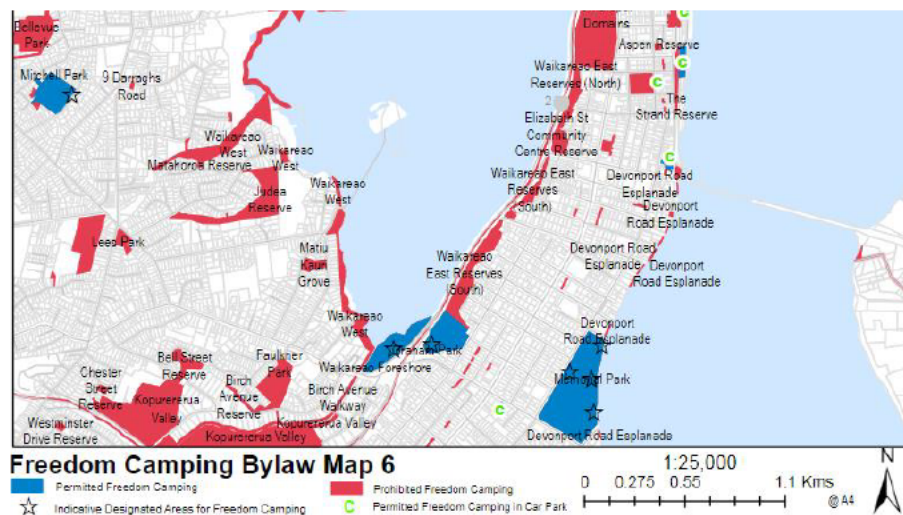 Domains
Bellevue
Park
Aspen Reserve
Mitchell Park
9 Darraghs
Road
Waikareao East
Reserves (North)
2
The
Strand Reserve
Elizabeth St
Community
Centre Reserve
Waikareao
West
Matahoroa Reserve
Waikareao
West
Waikareao East
Reserves
(South)
Devonport Road
Esplanade
Devonport
Road Esplanade
Waikareao
West
Judea
Reserve
Lees Park
Matiu
Kauri
Grove
Waikareao
East Reserves
(South)
Devonport Road
Esplanade
Devonport
Road Esplanade
Waikareao
West
Devonport
Road Esplanade
Graham Park
Waikareao Foreshore
Bell Street
Reserve
Faulkner
Park
Memorial Park
Chester
Street
Reserve
Kopurererua
Valley
Birch
Avenue
Reserve
Birch Avenue
Walkway
C
Westminster
Drive Reserve
Kopurererua Valley
Kopurererua Valley
Devonport Road Esplanade
Freedom Camping Bylaw Map 6
Permitted Freedom Camping
Prohibited Freedom Camping
Indicative Designated Areas for Freedom Camping
C Permitted Freedom Camping in Car Park
1:25,000
0 0.275 0.55 1.1 Kms
@ A4
N